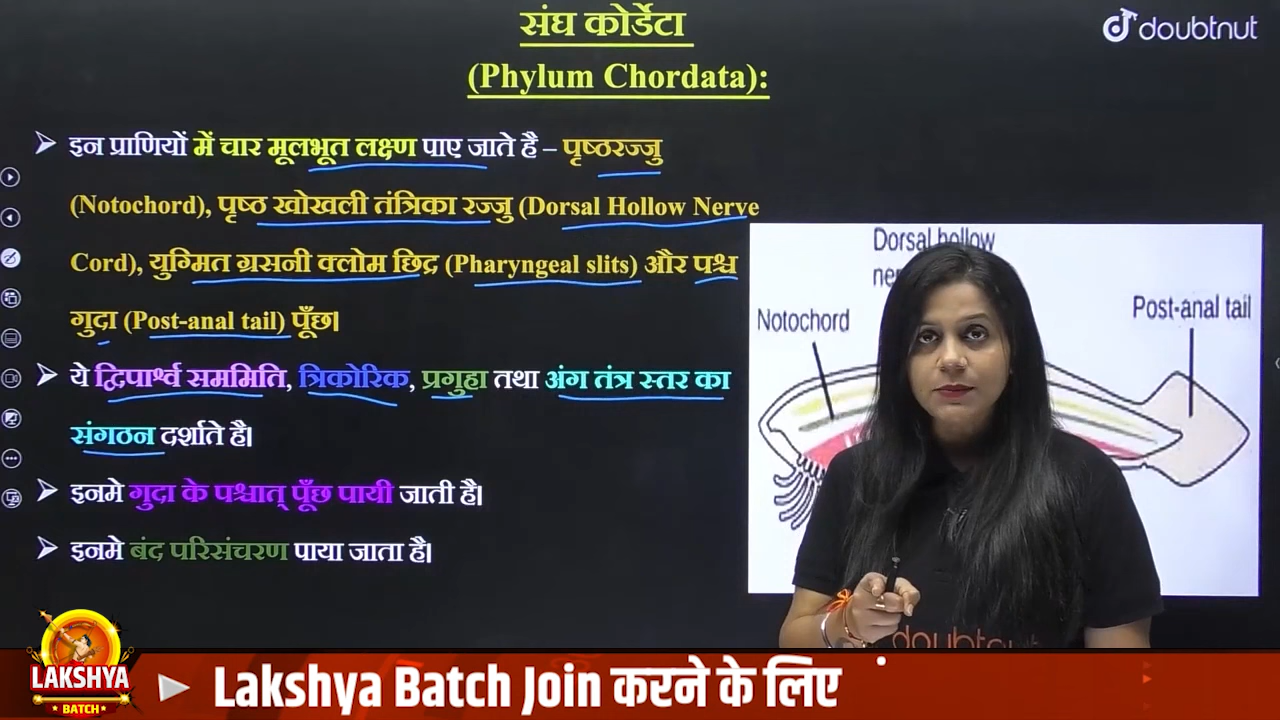 संघ कोर्डेटा
(Phylum Chordata):
doubtnut
➤ इन प्राणियों में चार मूलभूत लक्ष्ण पाए जाते है – पृष्ठरज्जु
(Notochord), पृष्ठ खोखली तंत्रिका रज्जु (Dorsal Hollow Nerve
Cord), युग्मित ग्रसनी क्लोम छिद्र (Pharyngeal slits) और पश्च
गुदा (Post-anal tail) पूँछ।
➤ ये द्विपार्श्व सममिति, त्रिकोरिक, प्रगुहा तथा अंग तंत्र स्तर का
संगठन दर्शाते है।
➤ इनमे गुदा के पश्चात् पूँछ पायी जाती है।
➤ इनमे बंद परिसंचरण पाया जाता है।
Dorsal hollow
Notochord
Post-anal tail
LAKSHYA
BATCH
Lakshya Batch Join करने के लिए